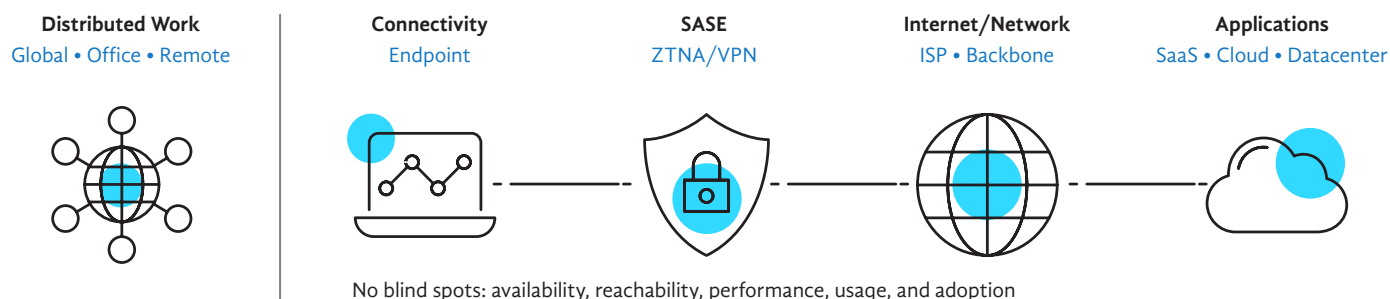 Distributed Work
Global • Office • Remote
Connectivity
Endpoint
SASE
ZTNA/VPN
Internet/Network
ISP • Backbone
Applications
SaaS • Cloud • Datacenter
No blind spots: availability, reachability, performance, usage, and adoption